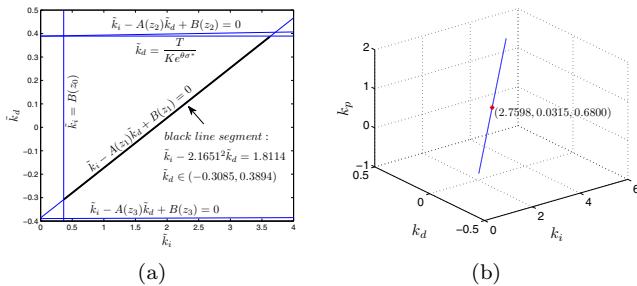 0.5
0.4
0.3
0.2
0.1
0
-0.1
-0.2
-0.3
-0.4
0 0.5 1 1.5 2 2.5 3 3.5 4
k̃_d
k̃_i
k̃_i − A(z_2)k̃_d + B(z_2) = 0
k̃_d = T / Ke^{θσ*}
k̃_i = B(z_0)
k̃_i − A(z_1)k̃_d + B(z_1) = 0
black line segment :
k̃_i − 2.1651²k̃_d = 1.8114
k̃_d ∈ (−0.3085, 0.3894)
k̃_i − A(z_3)k̃_d + B(z_3) = 0
(a)
2
1
0
-1
k_p
0.5
0
-0.5
k_d
0 2 4 6
k_i
(2.7598, 0.0315, 0.6800)
(b)